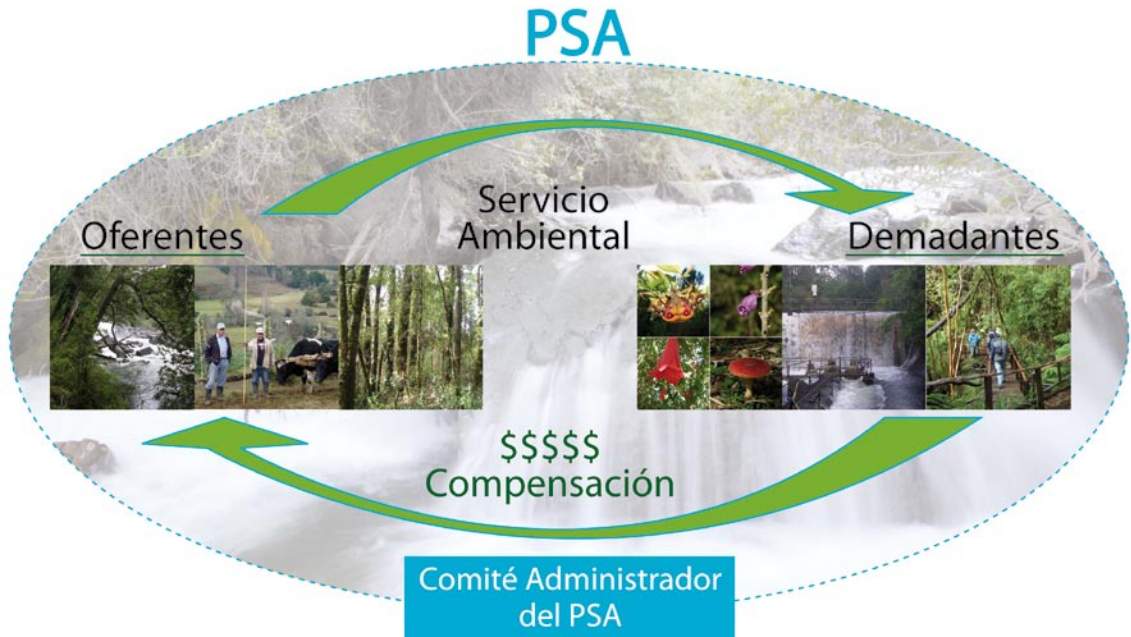 PSA
Servicio
Ambiental
Oferentes
Demadantes
$$$$$
Compensación
Comité Administrador
del PSA